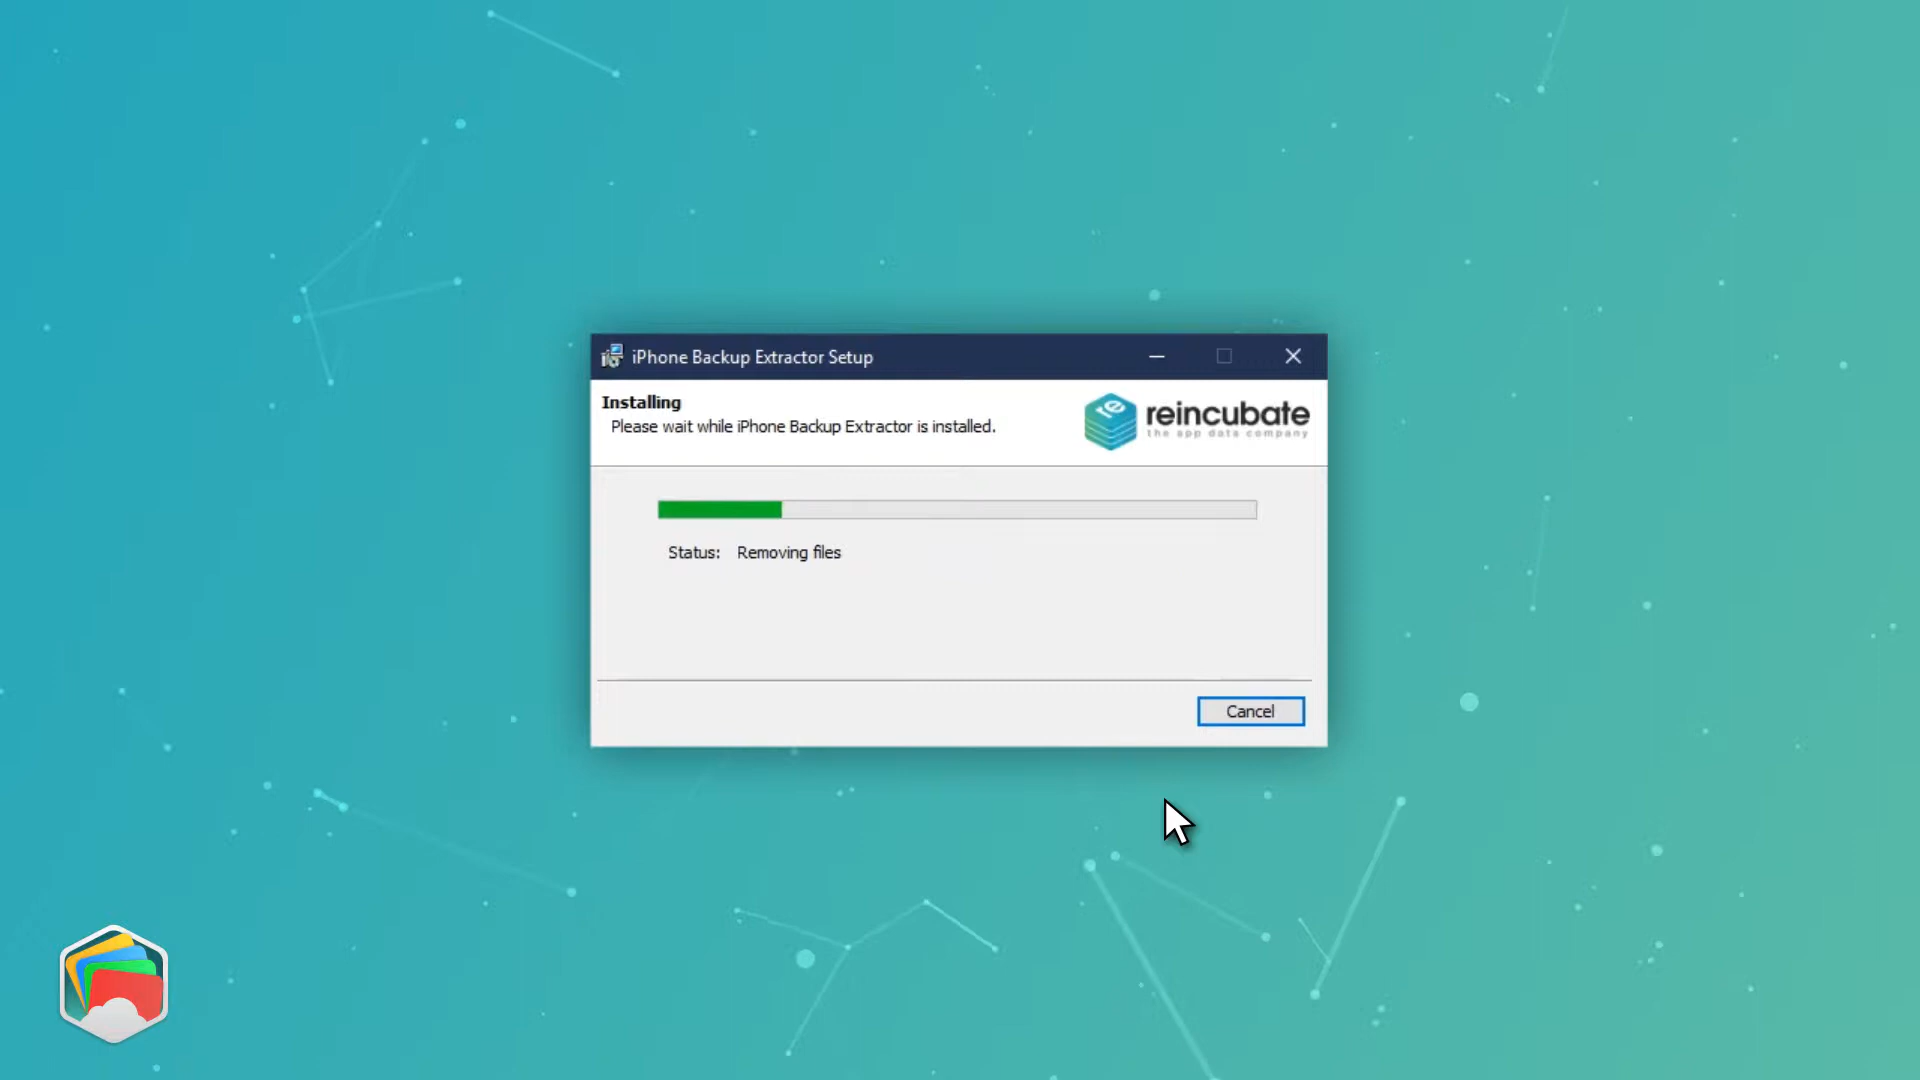 iPhone Backup Extractor Setup
Installing
Please wait while iPhone Backup Extractor is installed.
re
reincubate
the app data company
Status: Removing files
Cancel